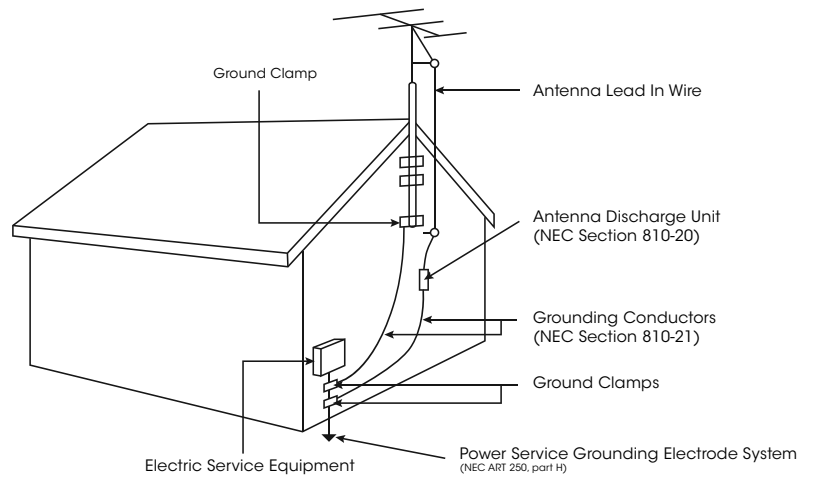 Ground Clamp
Antenna Lead In Wire
Antenna Discharge Unit
(NEC Section 810-20)
Grounding Conductors
(NEC Section 810-21)
Ground Clamps
Power Service Grounding Electrode System
(NEC ART 250, part H)
Electric Service Equipment